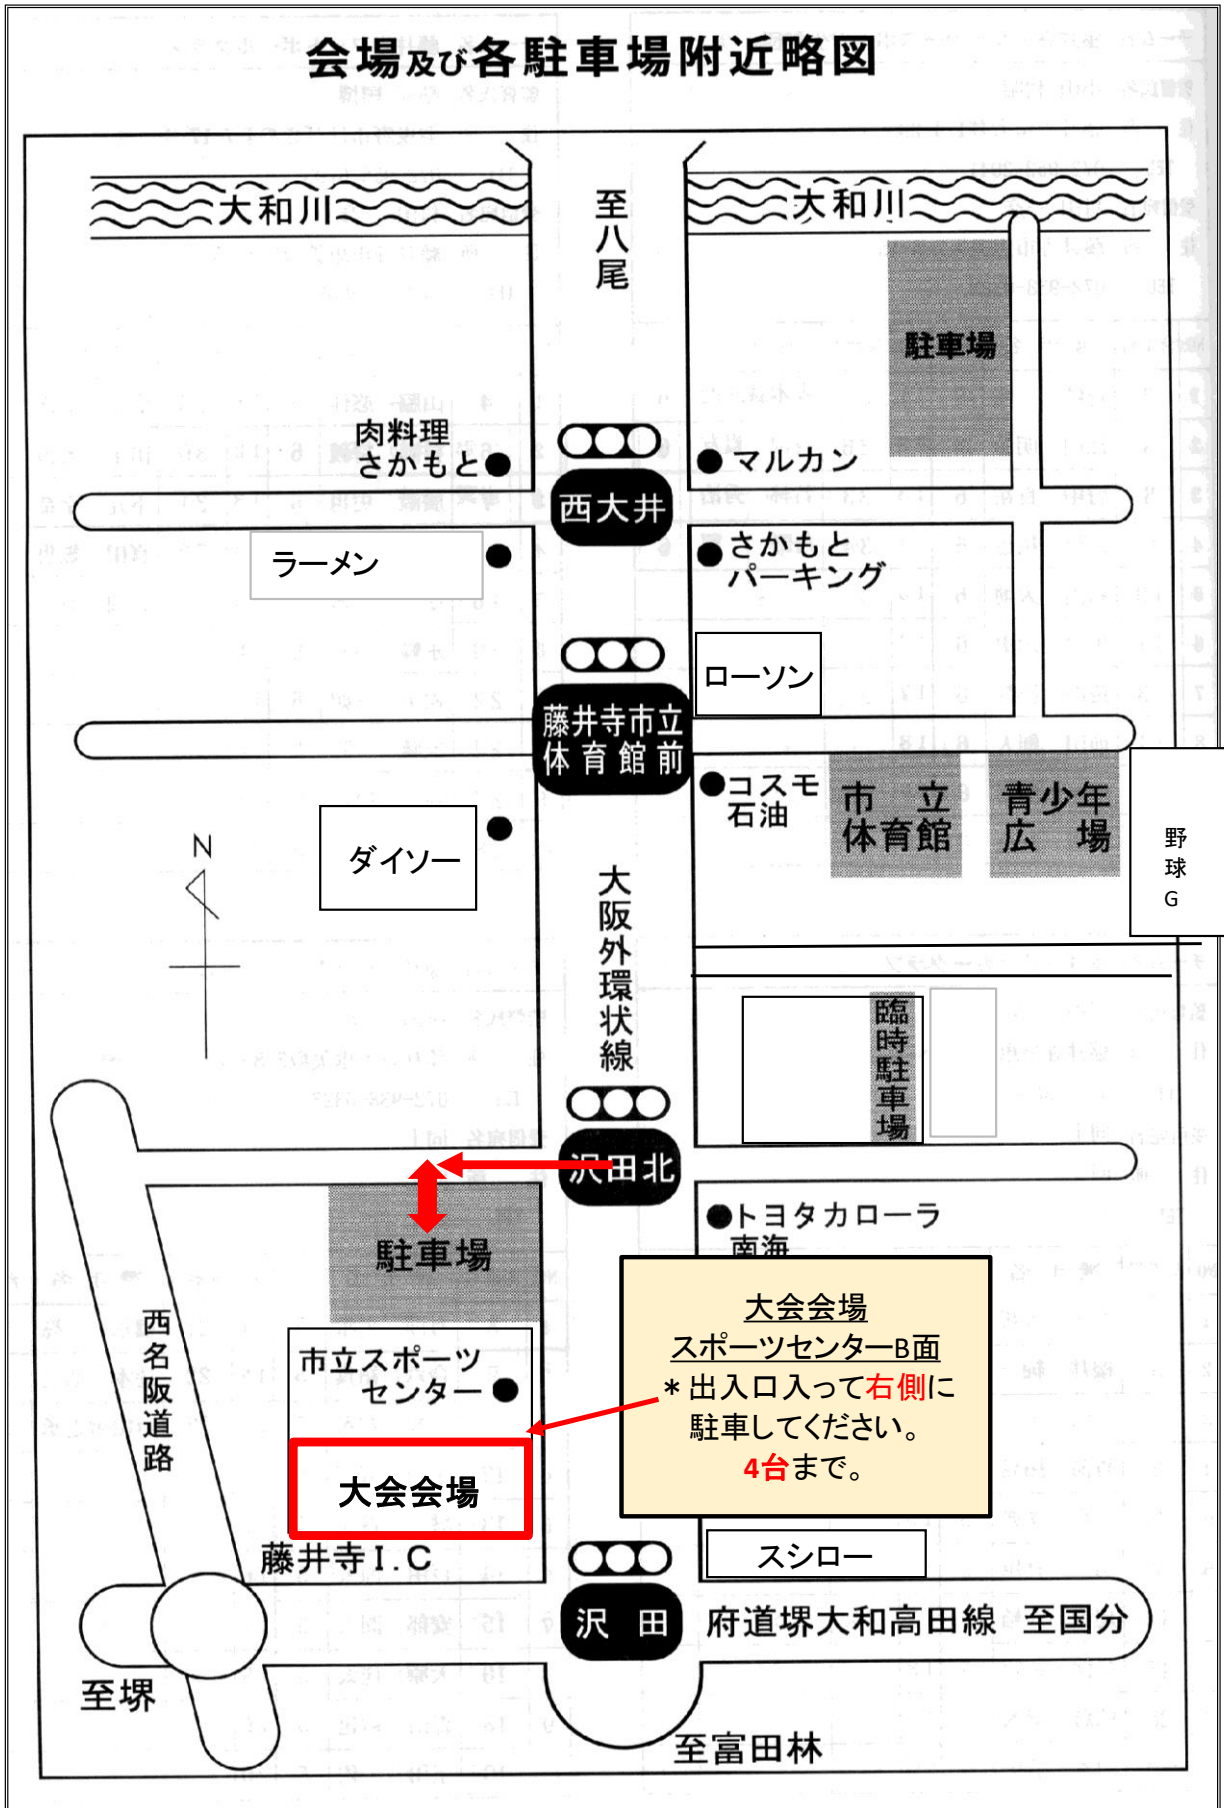 会場及び各駐車場附近略図
大和川
至八尾
大和川
駐車場
肉料理
さかもと
マルカン
西大井
ラーメン
さかもと
パーキング
ローソン
藤井寺市立
体育館前
コスモ
石油
市立
体育館
青少年
広場
野球G
ダイソー
N
大阪外環状線
臨時駐車場
沢田北
トヨタカローラ
南海
駐車場
西名阪道路
市立スポーツ
センター
大会会場
スポーツセンターB面
*出入口入って右側に
駐車してください。
4台まで。
大会会場
藤井寺I.C
スシロー
沢田
府道堺大和高田線 至国分
至堺
至富田林